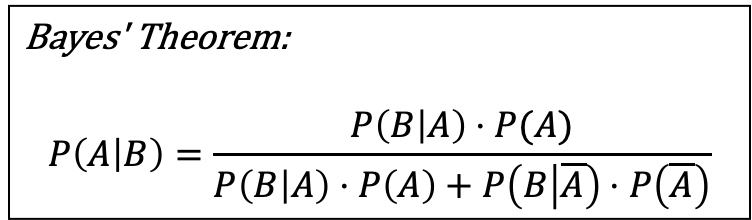 Bayes' Theorem:
P(A|B) = P(B|A) · P(A) / P(B|A) · P(A) + P(B|A̅) · P(A̅)